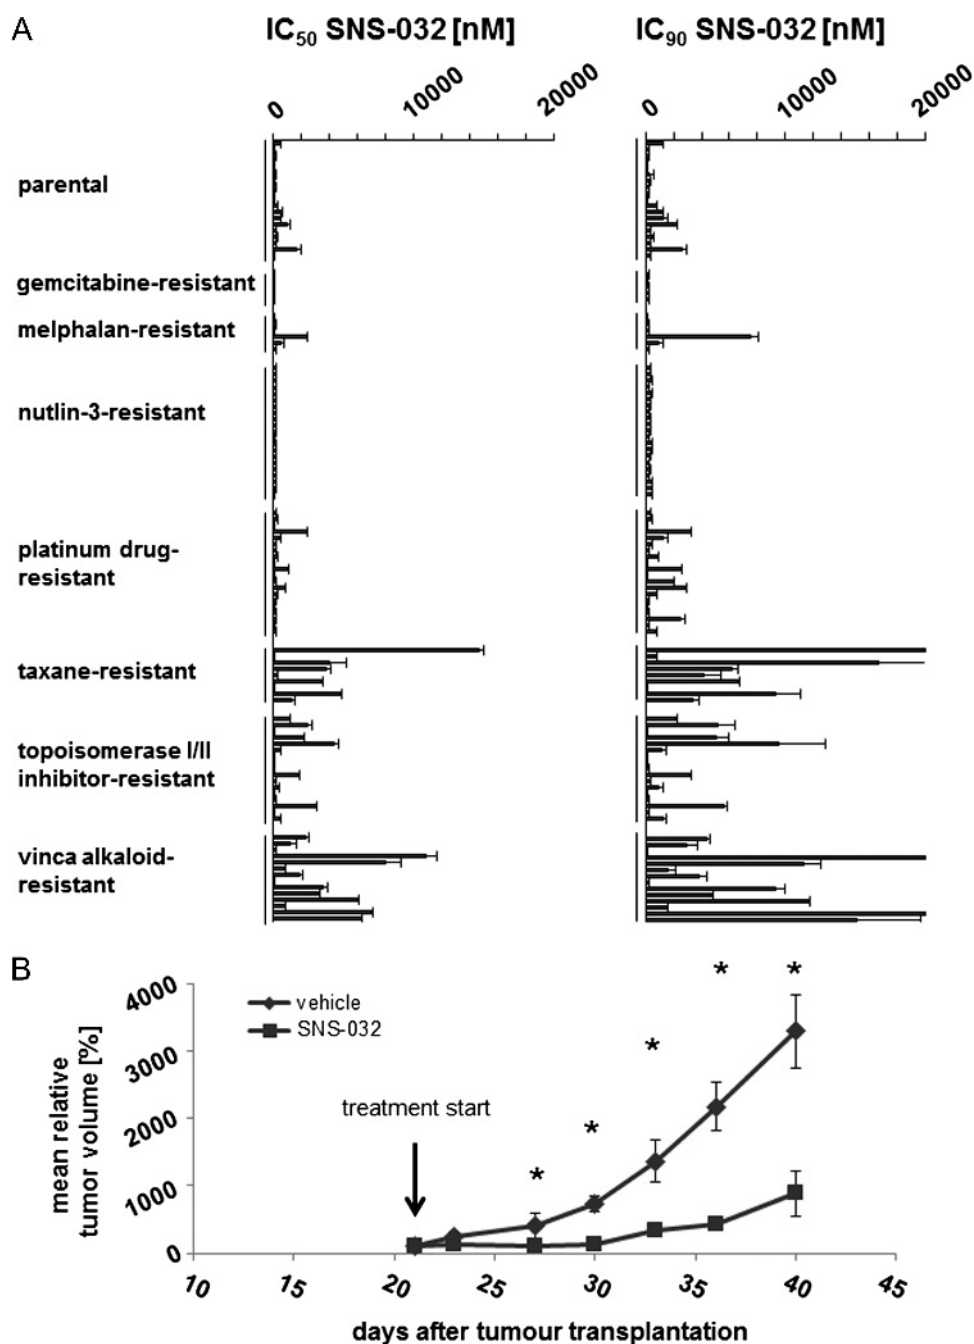 A
IC50 SNS-032 [nM]
IC90 SNS-032 [nM]
0 10000 20000
0 10000 20000
parental
gemcitabine-resistant
melphalan-resistant
nutlin-3-resistant
platinum drug-
resistant
taxane-resistant
topoisomerase I/II
inhibitor-resistant
vinca alkaloid-
resistant
B
mean relative
tumor volume [%]
4000
3000
2000
1000
0
vehicle
SNS-032
treatment start
* * * * *
10 15 20 25 30 35 40 45
days after tumour transplantation